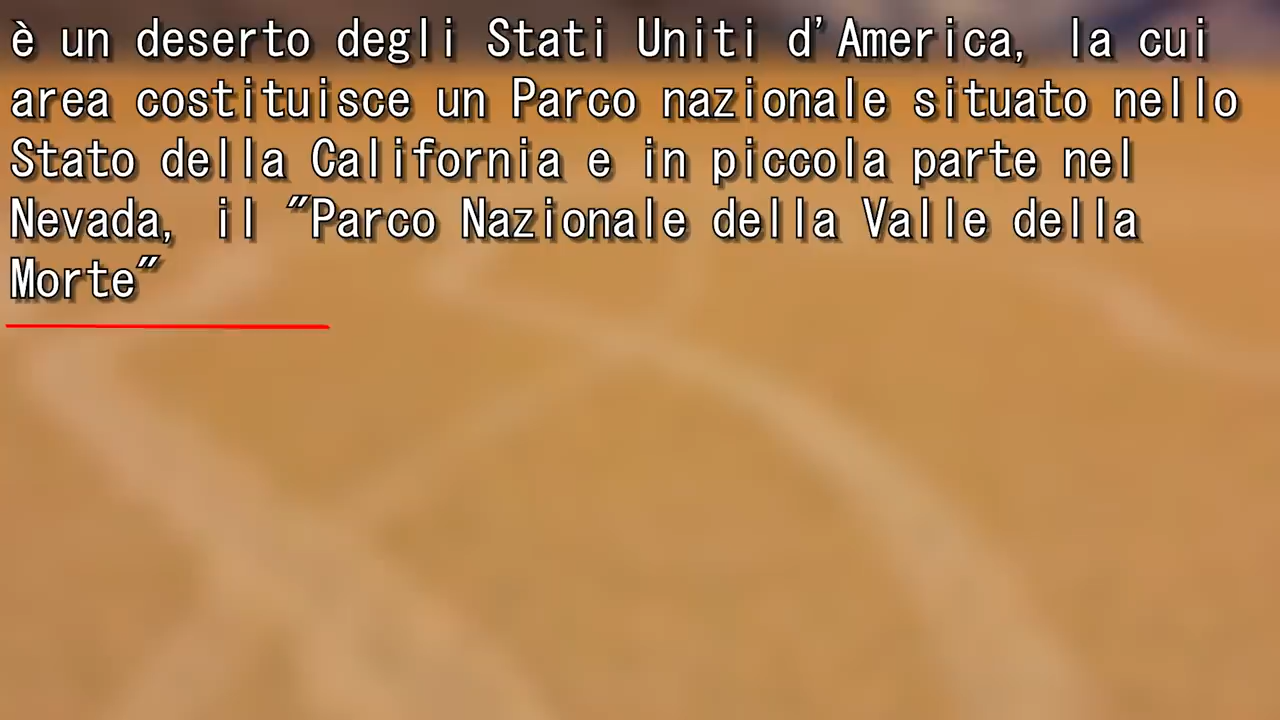 è un deserto degli Stati Uniti d'America, la cui
area costituisce un Parco nazionale situato nello
Stato della California e in piccola parte nel
Nevada, il "Parco Nazionale della Valle della
Morte"